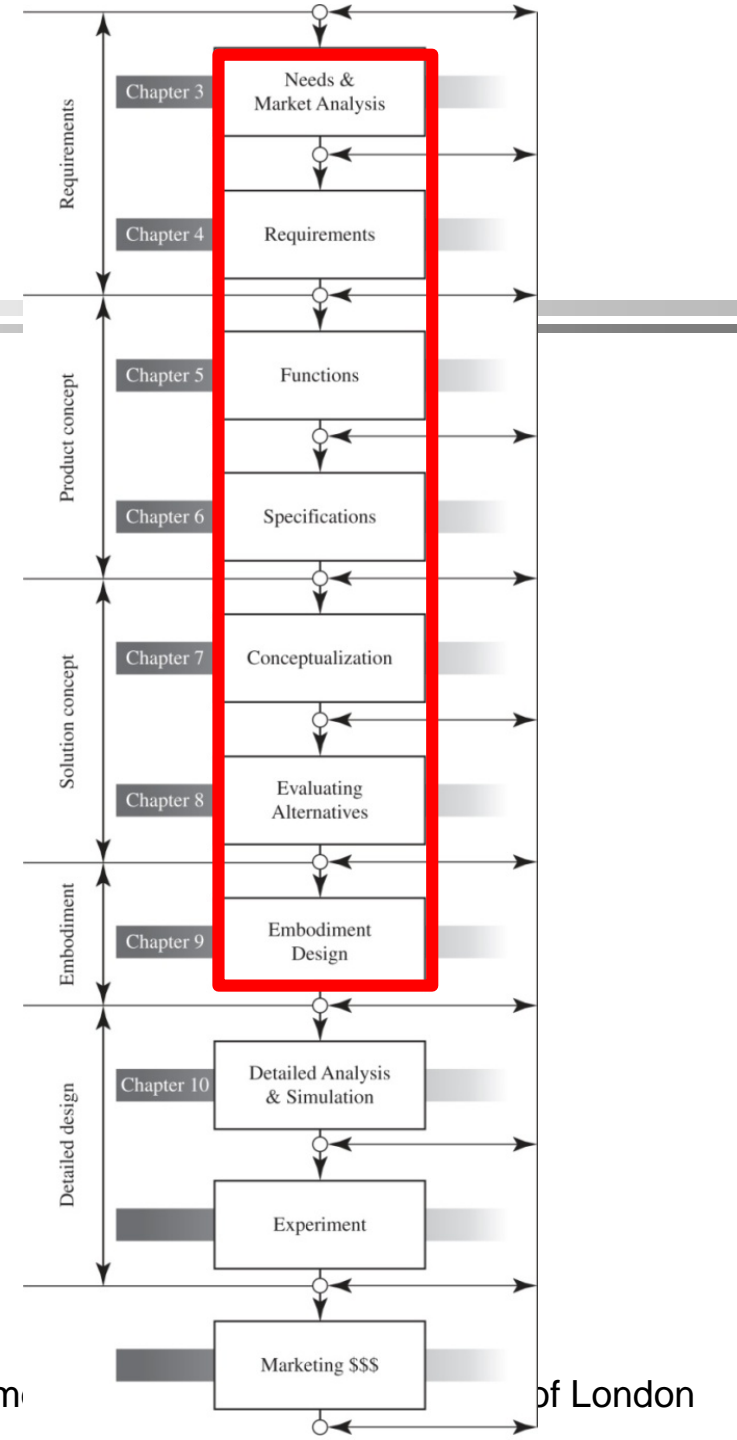 Requirements
Chapter 3
Needs &
Market Analysis
Chapter 4
Requirements
Product concept
Chapter 5
Functions
Chapter 6
Specifications
Solution concept
Chapter 7
Conceptualization
Chapter 8
Evaluating
Alternatives
Embodiment
Chapter 9
Embodiment
Design
Detailed design
Chapter 10
Detailed Analysis
& Simulation
Experiment
Marketing $$$
of London